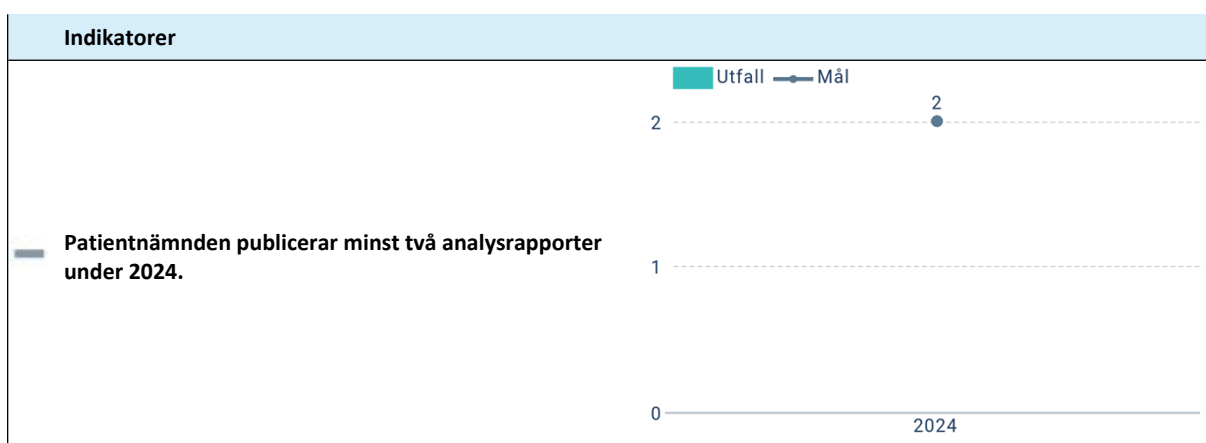 Indikatorer
Utfall Mål
2
2
Patientnämnden publicerar minst två analysrapporter
under 2024.
1
0
2024